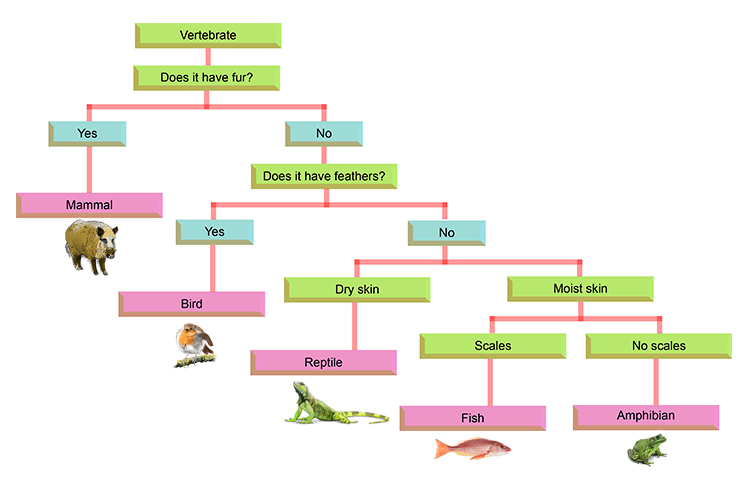 Vertebrate
Does it have fur?
Yes
No
Mammal
Does it have feathers?
Yes
No
Bird
Dry skin
Moist skin
Reptile
Scales
No scales
Fish
Amphibian